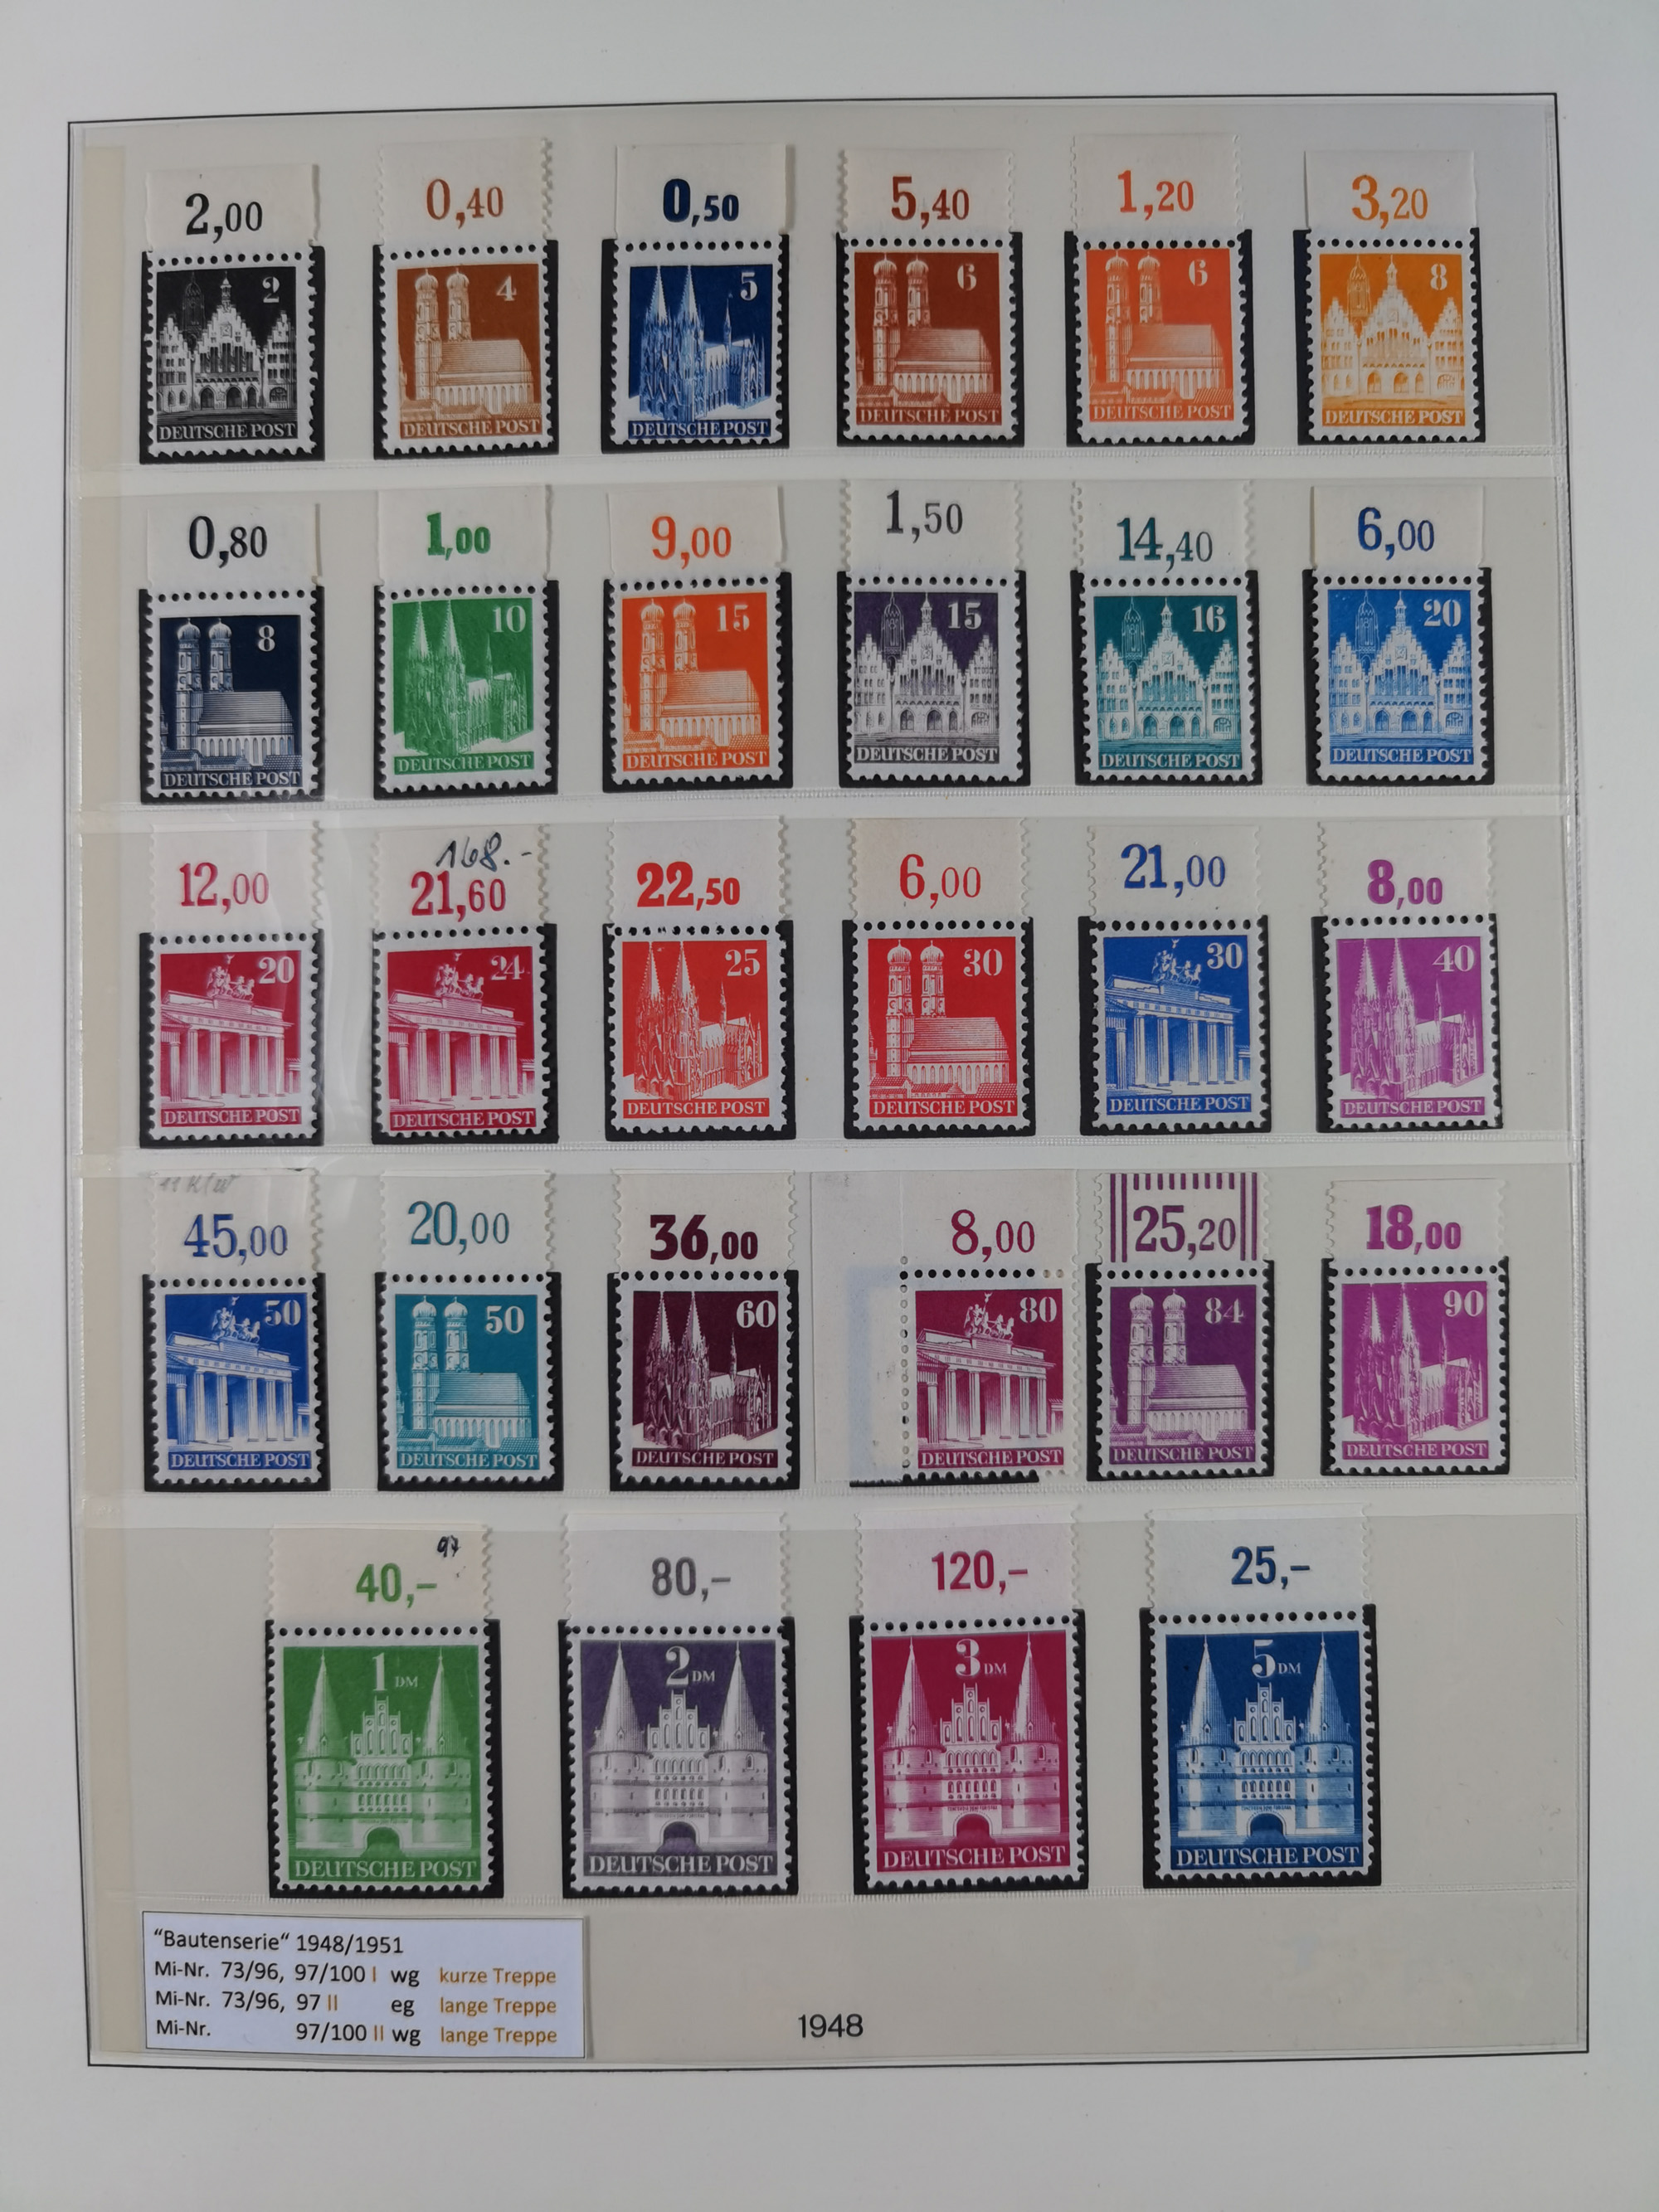 2,00 0,40 0,50 5,40 1,20 3,20
2 4 5 6 6 8
DEUTSCHE POST DEUTSCHE POST DEUTSCHE POST DEUTSCHE POST DEUTSCHE POST DEUTSCHE POST
0,80 1,00 9,00 1,50 14,40 6,00
8 10 15 15 16 20
DEUTSCHE POST DEUTSCHE POST DEUTSCHE POST DEUTSCHE POST DEUTSCHE POST DEUTSCHE POST
168.-
12,00 21,60 22,50 6,00 21,00 8,00
20 24 25 30 30 40
DEUTSCHE POST DEUTSCHE POST DEUTSCHE POST DEUTSCHE POST DEUTSCHE POST DEUTSCHE POST
45,00 20,00 36,00 8,00 25,20 18,00
50 50 60 80 84 90
DEUTSCHE POST DEUTSCHE POST DEUTSCHE POST DEUTSCHE POST DEUTSCHE POST DEUTSCHE POST
97
40,- 80,- 120,- 25,-
1 DM 2 DM 3 DM 5 DM
DEUTSCHE POST DEUTSCHE POST DEUTSCHE POST DEUTSCHE POST
"Bautenserie" 1948/1951
Mi-Nr. 73/96, 97/100 I wg kurze Treppe
Mi-Nr. 73/96, 97 II eg lange Treppe
Mi-Nr. 97/100 II wg lange Treppe
1948